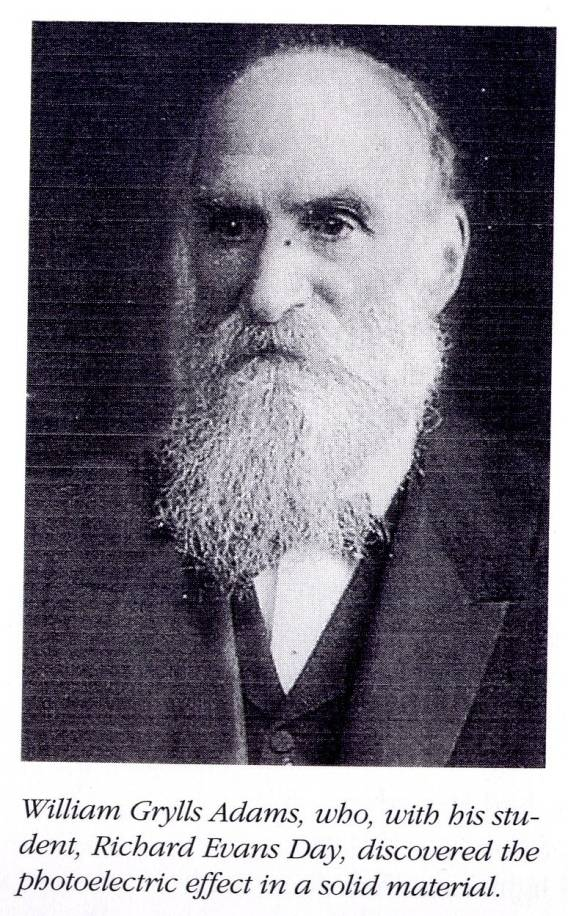 William Grylls Adams, who, with his stu-
dent, Richard Evans Day, discovered the
photoelectric effect in a solid material.